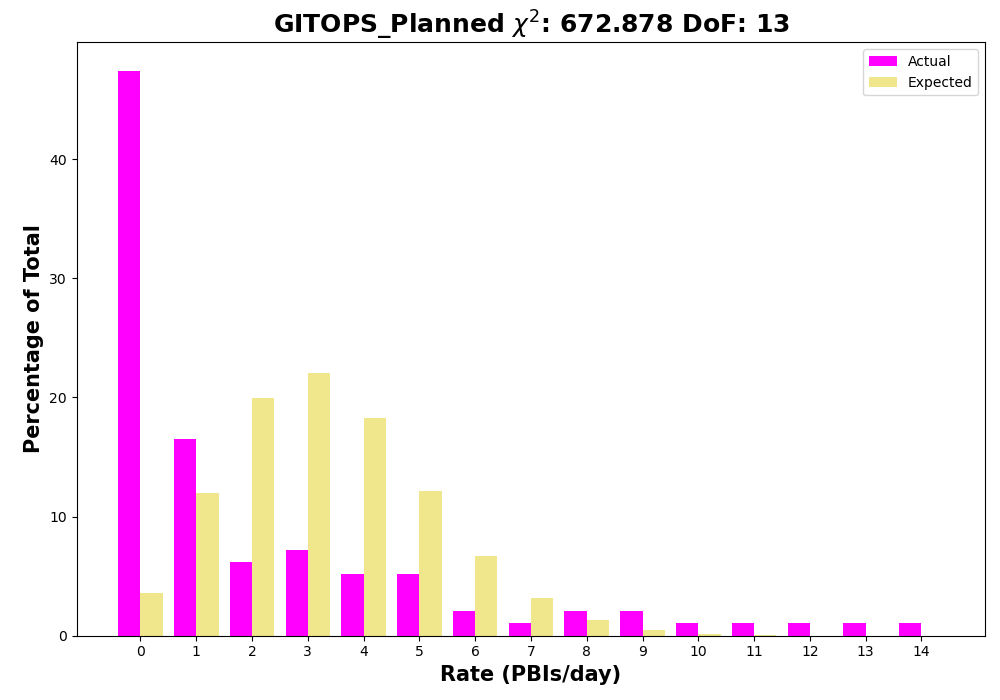 GITOPS_Planned χ²: 672.878 DoF: 13
Actual
Expected
Percentage of Total
40
30
20
10
0
0 1 2 3 4 5 6 7 8 9 10 11 12 13 14
Rate (PBIs/day)